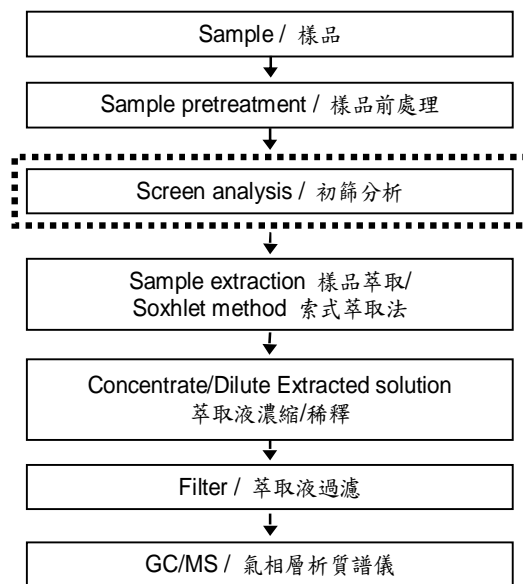 Sample / 樣品
Sample pretreatment / 樣品前處理
Screen analysis / 初篩分析
Sample extraction 樣品萃取/
Soxhlet method 索式萃取法
Concentrate/Dilute Extracted solution
萃取液濃縮/稀釋
Filter / 萃取液過濾
GC/MS / 氣相層析質譜儀